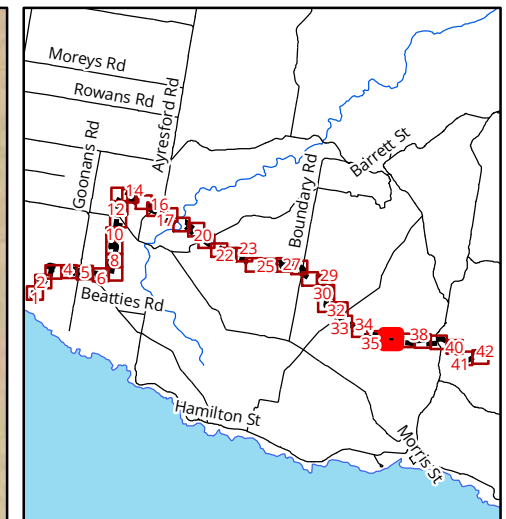 Moreys Rd
Rowans Rd
Ayresford Rd
Goonans Rd
Barrett St
Boundary Rd
14
12
16
17
10
20
8
22
23
25
27
29
2
4
5
6
1
Beatties Rd
30
32
33
34
35
38
40
41
42
Hamilton St
Morris St